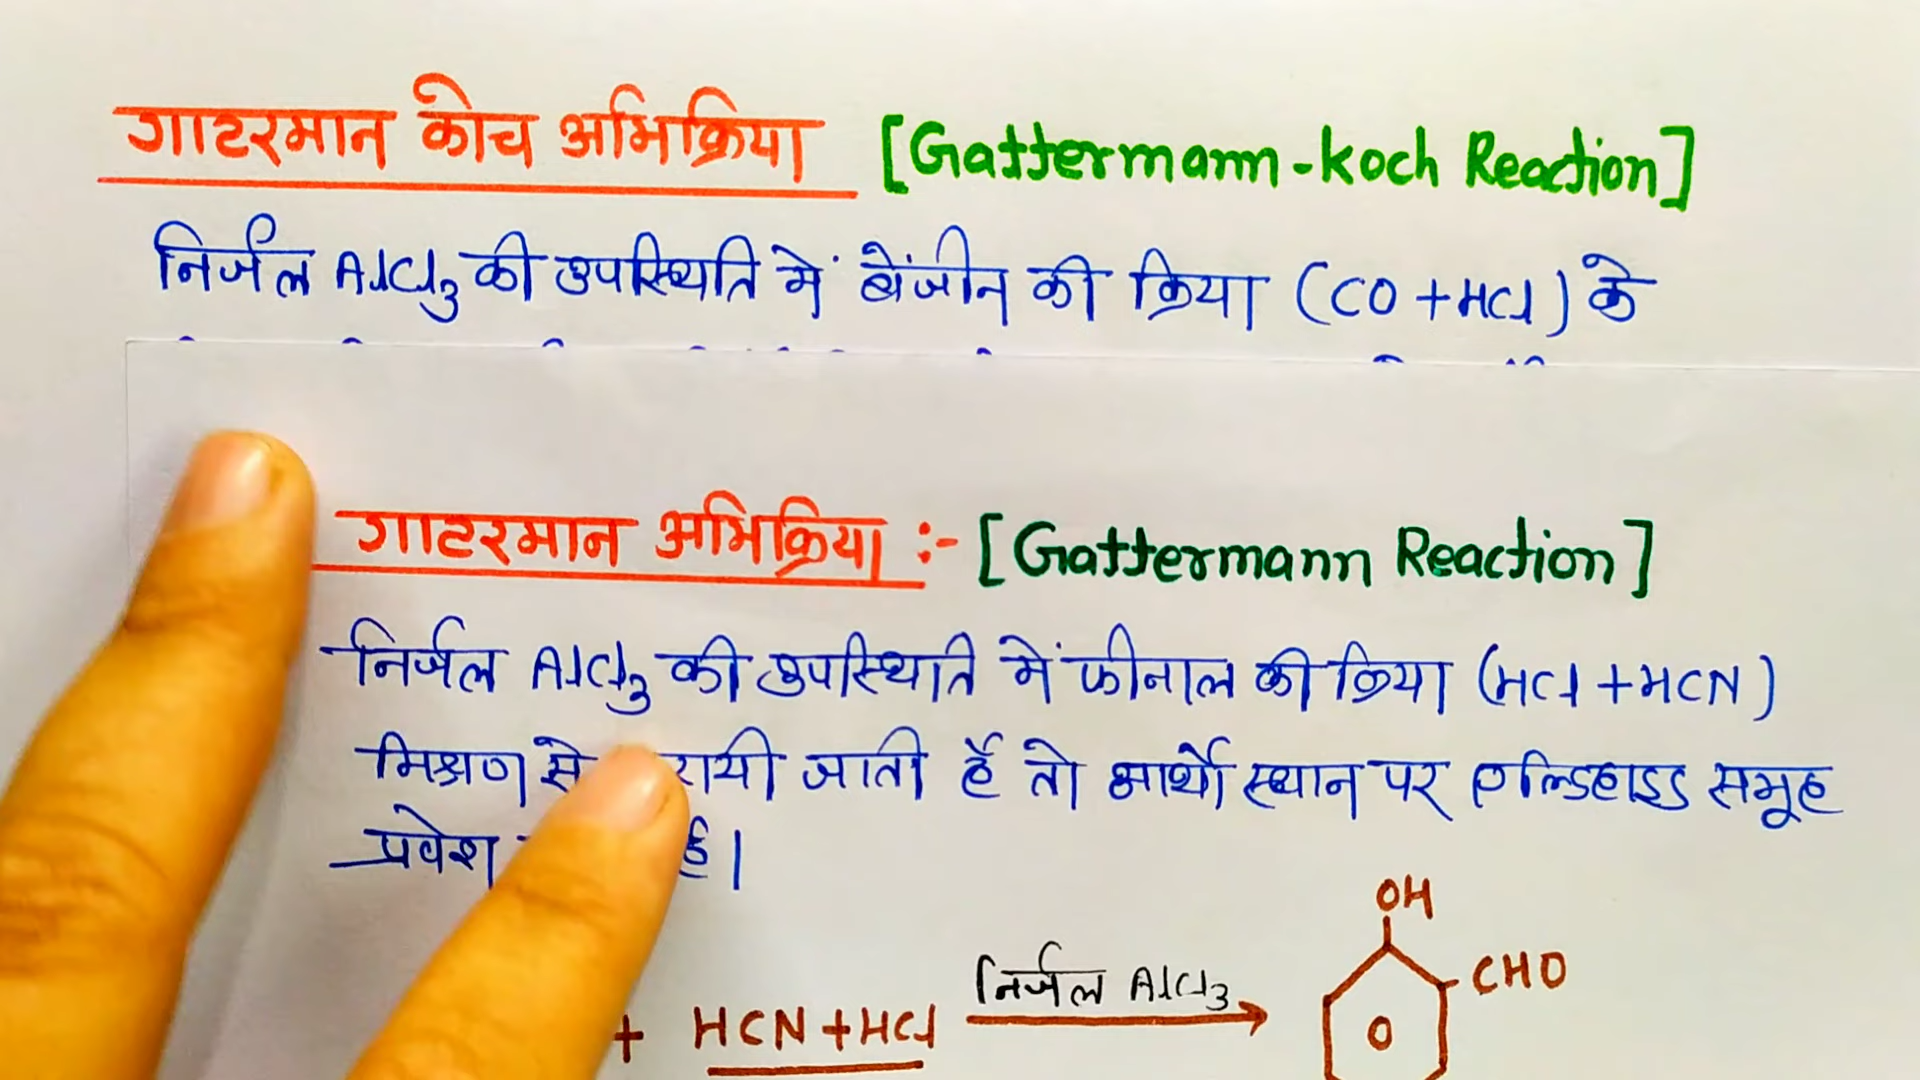 गाटरमान कोच अभिक्रिया [Gattermann-Koch Reaction]
निर्जल AlCl3 की उपस्थिति में बेंजीन की क्रिया (CO+HCl) के
गाटरमान अभिक्रिया :- [Gattermann Reaction]
निर्जल AlCl3 की उपस्थिति में फीनाल की क्रिया (HCl+HCN)
मिश्रण से जाती है तो आर्थो स्थान पर एल्डिहाइड समूह
प्रवेश है।
OH
CHO
निर्जल AlCl3
+ HCN+HCl